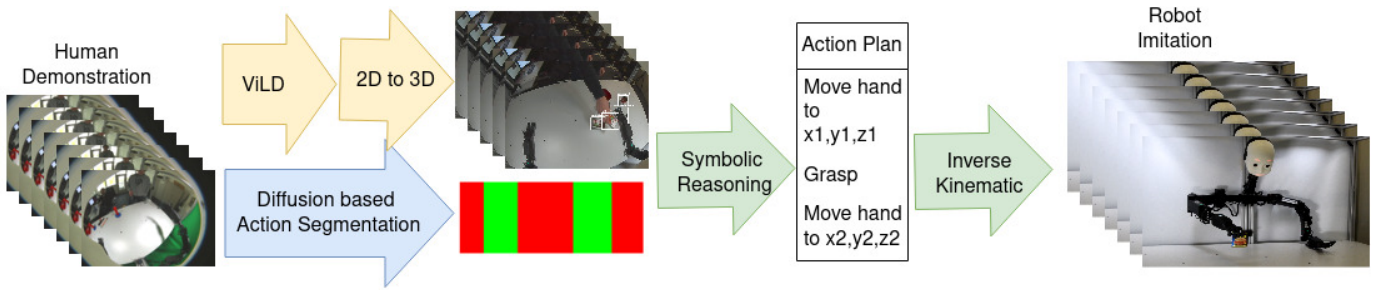 Human
Demonstration
ViLD
2D to 3D
Diffusion based
Action Segmentation
Symbolic
Reasoning
Action Plan
Move hand
to
x1,y1,z1
Grasp
Move hand
to x2,y2,z2
Inverse
Kinematic
Robot
Imitation